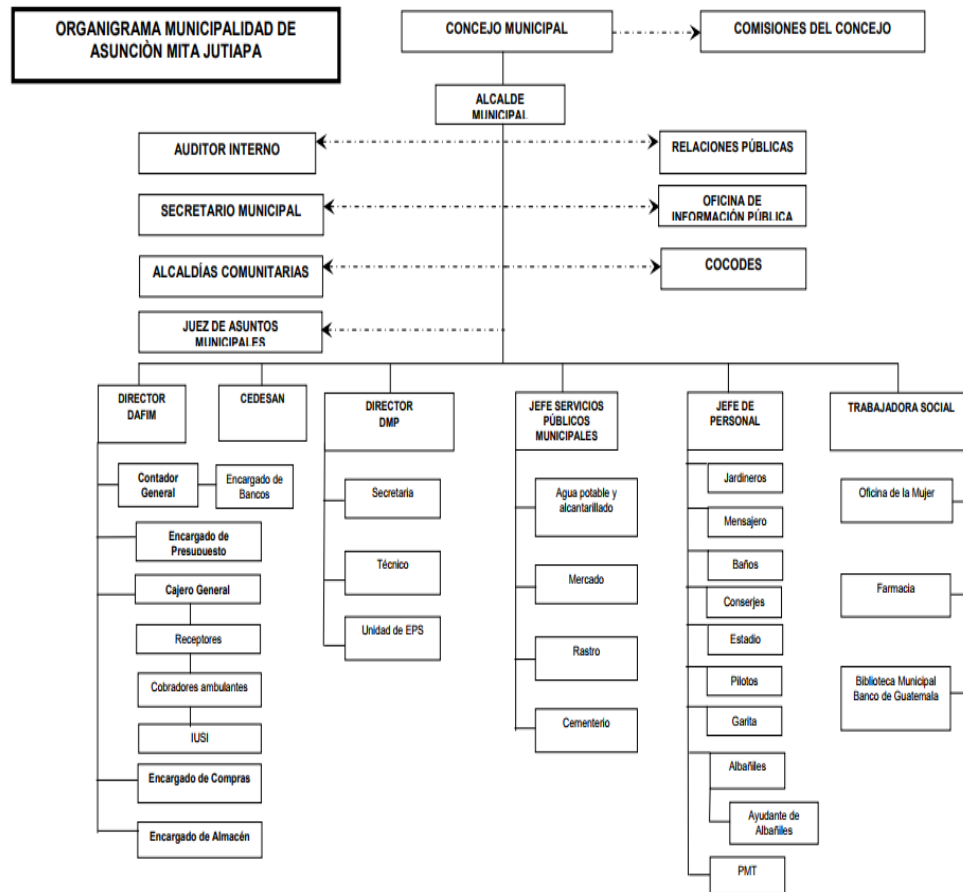 ORGANIGRAMA MUNICIPALIDAD DE
ASUNCIÒN MITA JUTIAPA
CONCEJO MUNICIPAL
COMISIONES DEL CONCEJO
ALCALDE
MUNICIPAL
AUDITOR INTERNO
RELACIONES PÚBLICAS
SECRETARIO MUNICIPAL
OFICINA DE
INFORMACIÓN PÚBLICA
ALCALDÍAS COMUNITARIAS
COCODES
JUEZ DE ASUNTOS
MUNICIPALES
DIRECTOR
DAFIM
CEDESAN
DIRECTOR
DMP
JEFE SERVICIOS
PÚBLICOS
MUNICIPALES
JEFE DE
PERSONAL
TRABAJADORA SOCIAL
Contador
General
Encargado de
Bancos
Encargado de
Presupuesto
Cajero General
Receptores
Cobradores ambulantes
IUSI
Encargado de Compras
Encargado de Almacén
Secretaria
Técnico
Unidad de EPS
Agua potable y
alcantarillado
Mercado
Rastro
Cementerio
Jardineros
Mensajero
Baños
Conserjes
Estadio
Pilotos
Garita
Albañiles
Ayudante de
Albañiles
PMT
Oficina de la Mujer
Farmacia
Biblioteca Municipal
Banco de Guatemala